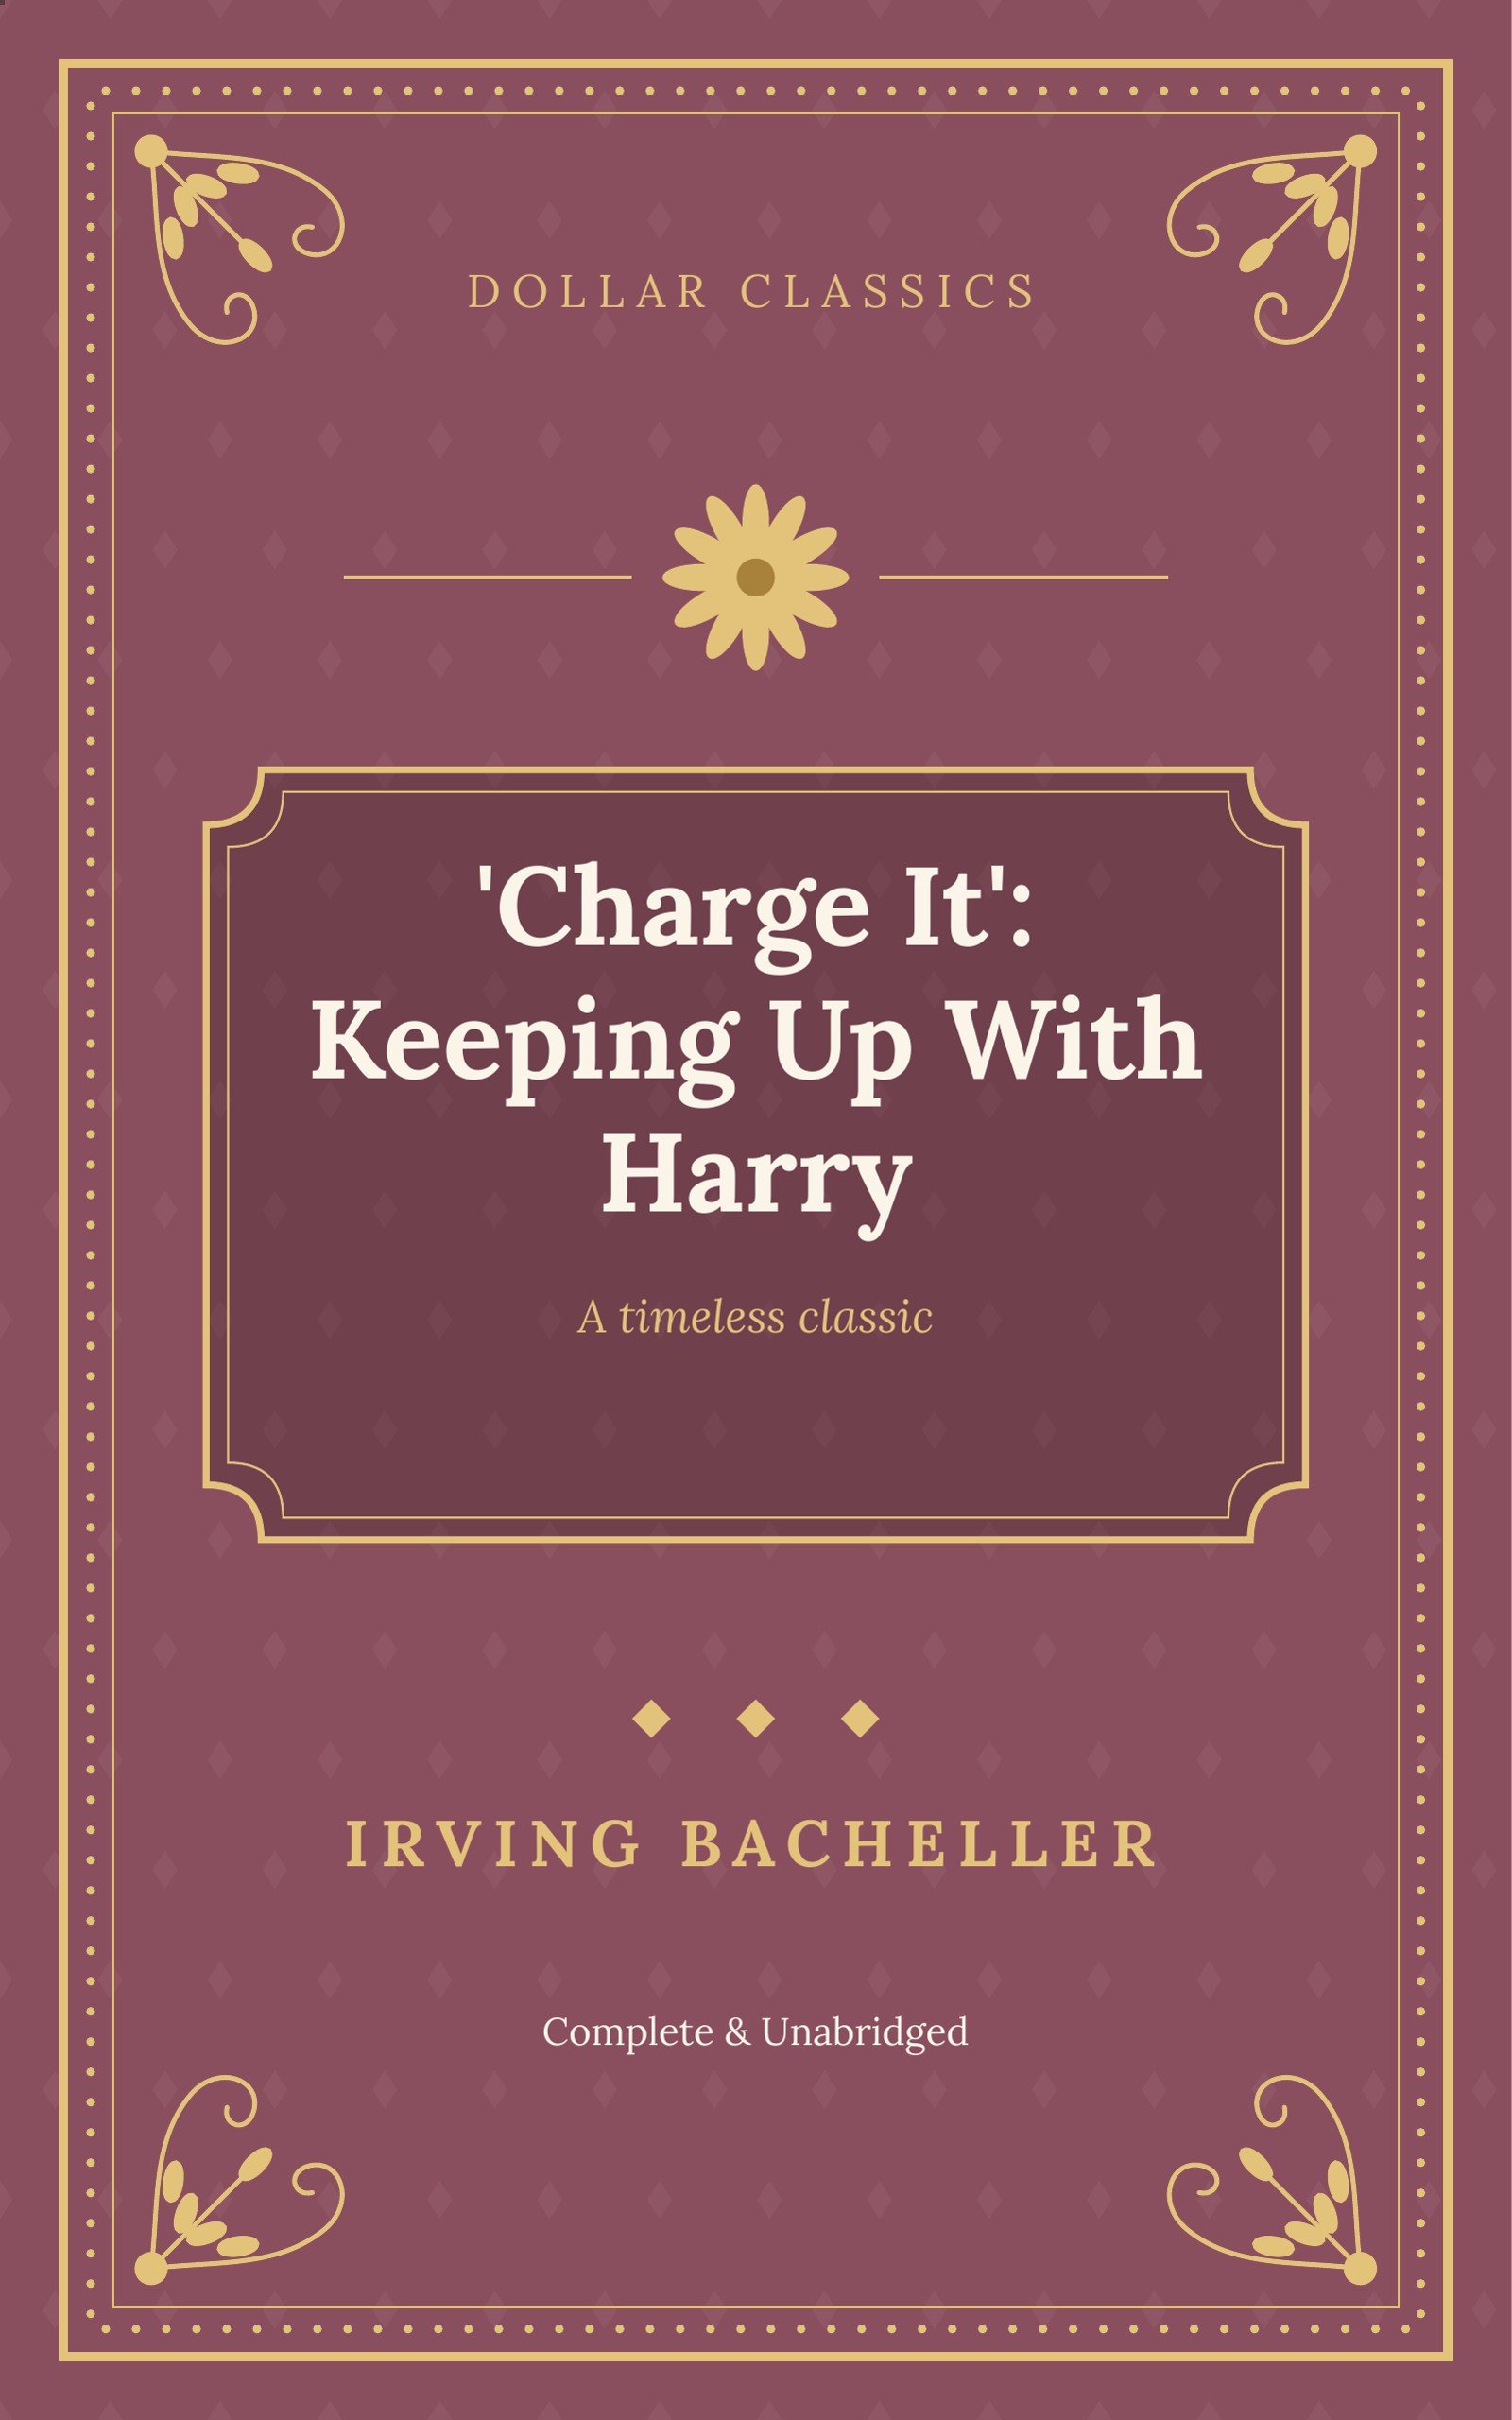 DOLLAR CLASSICS
'Charge It':
Keeping Up With
Harry
A timeless classic
IRVING BACHELLER
Complete & Unabridged